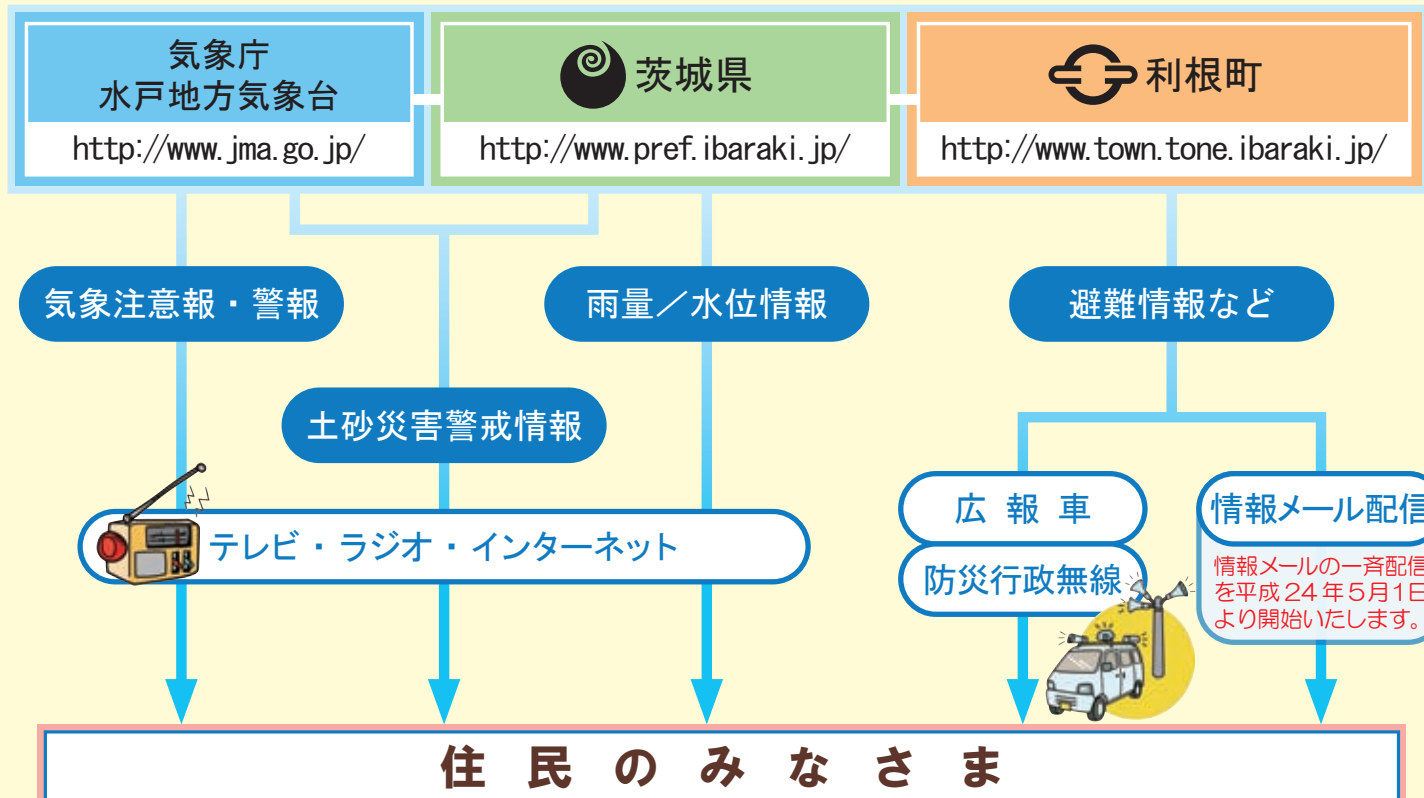 気象庁
水戸地方気象台
http://www.jma.go.jp/
茨城県
http://www.pref.ibaraki.jp/
利根町
http://www.town.tone.ibaraki.jp/
気象注意報・警報
雨量／水位情報
避難情報など
土砂災害警戒情報
テレビ・ラジオ・インターネット
広報車
防災行政無線
情報メール配信
情報メールの一斉配信
を平成24年5月1日
より開始いたします。
住民のみなさま